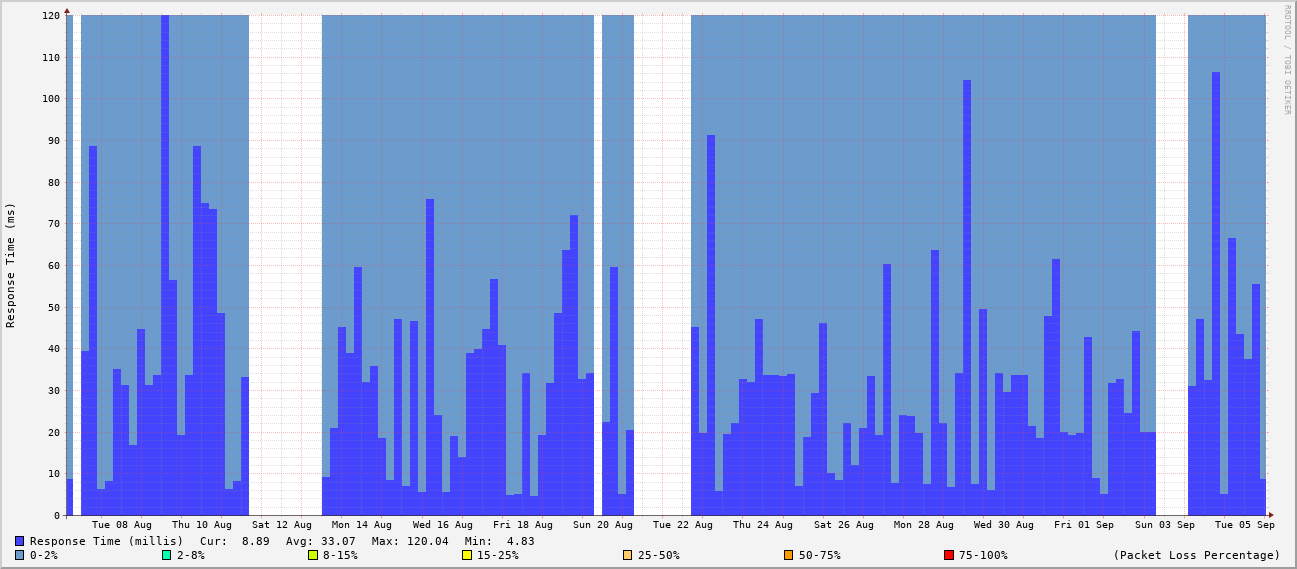 RRDTOOL / TOBI OETIKER
Response Time (ms)
120
110
100
90
80
70
60
50
40
30
20
10
0
Tue 08 Aug Thu 10 Aug Sat 12 Aug Mon 14 Aug Wed 16 Aug Fri 18 Aug Sun 20 Aug Tue 22 Aug Thu 24 Aug Sat 26 Aug Mon 28 Aug Wed 30 Aug Fri 01 Sep Sun 03 Sep Tue 05 Sep
Response Time (millis) Cur: 8.89 Avg: 33.07 Max: 120.04 Min: 4.83
0-2% 2-8% 8-15% 15-25% 25-50% 50-75% 75-100% (Packet Loss Percentage)